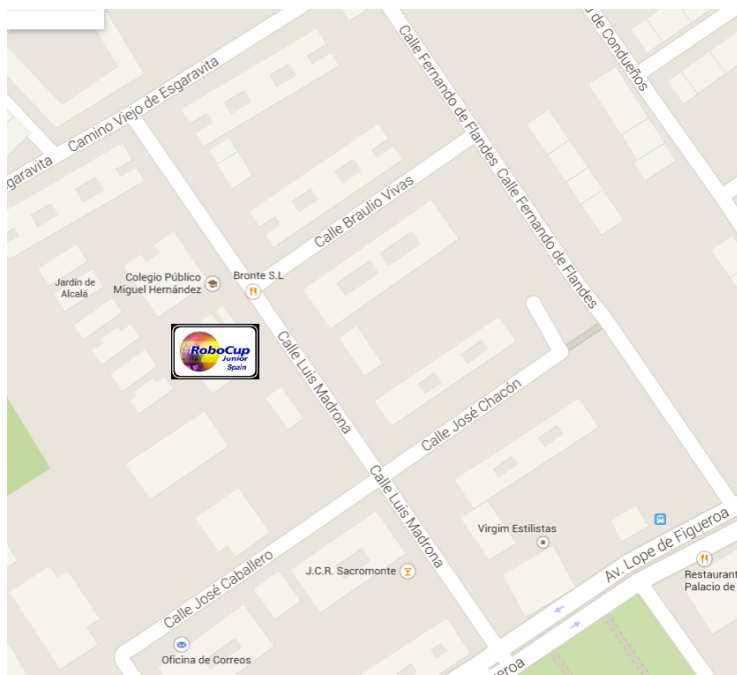 u de Condueños
Calle Fernando de Flandes
Camino Viejo de Esgaravita
sgaravita
Calle Fernando de Flandes
Calle Braulio Vivas
Jardín de
Alcalá
Colegio Público
Miguel Hernández
Bronte S.L
RoboCup
Junior
Spain
Calle Luis Madrona
Calle José Chacón
Calle Luis Madrona
Virgim Estilistas
Av. Lope de Figueroa
J.C.R. Sacromonte
Restaurant
Palacio de
Calle José Caballero
Oficina de Correos
eroa